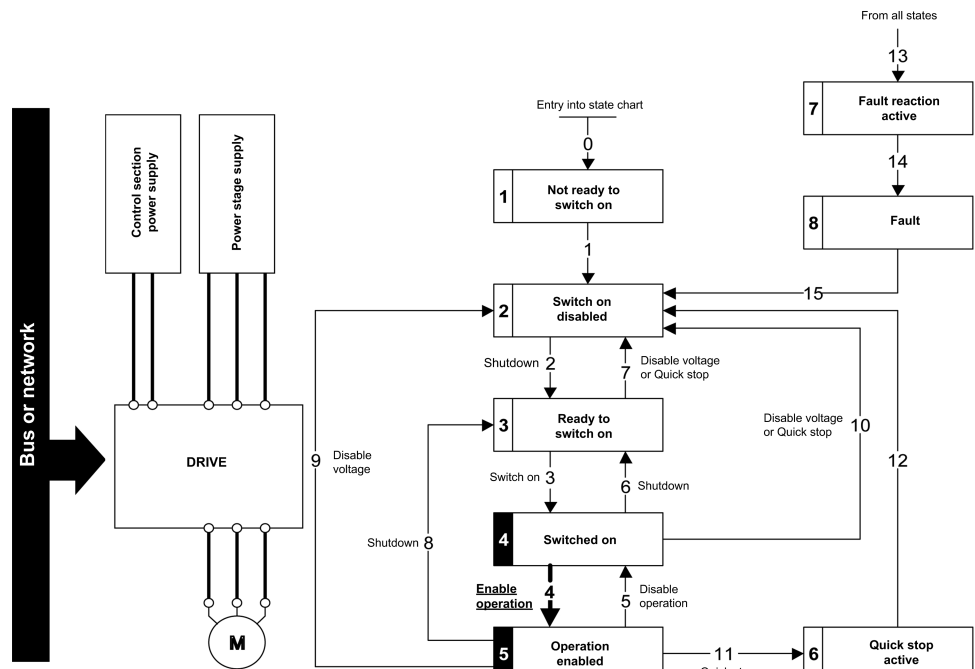 From all states
13
7
Fault reaction
active
14
8
Fault
15
Entry into state chart
0
1
Not ready to
switch on
1
2
Switch on
disabled
Shutdown 2
7
Disable voltage
or Quick stop
3
Ready to
switch on
Switch on 3
6 Shutdown
4
Switched on
Enable
operation
4
5
Disable
operation
5
Operation
enabled
11
6
Quick stop
active
Disable voltage
or Quick stop
10
12
9
Disable
voltage
Shutdown 8
Bus or network
Control section
power supply
Power stage supply
DRIVE
M